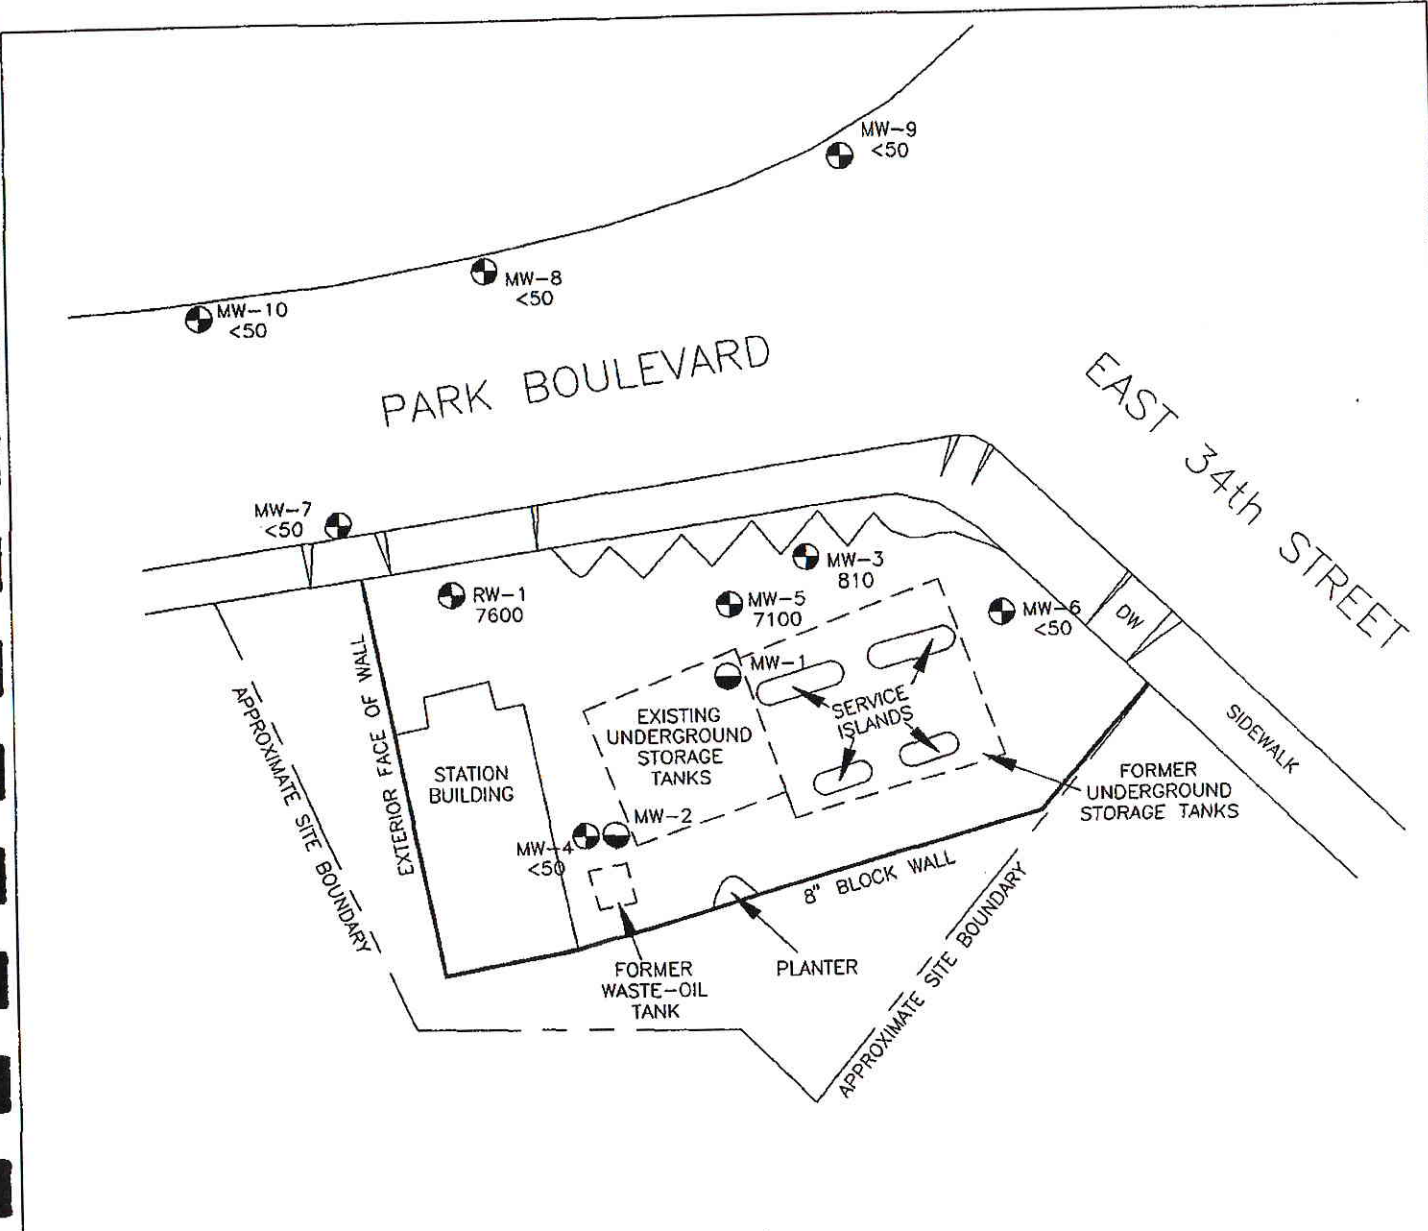 MW-9
<50
MW-8
<50
MW-10
<50
PARK BOULEVARD
EAST 34th STREET
MW-7
<50
RW-1
7600
MW-3
810
MW-5
7100
MW-6
<50
DW
MW-1
SERVICE
ISLANDS
EXISTING
UNDERGROUND
STORAGE
TANKS
STATION
BUILDING
EXTERIOR FACE OF WALL
APPROXIMATE SITE BOUNDARY
SIDEWALK
FORMER
UNDERGROUND
STORAGE TANKS
MW-2
MW-4
<50
8" BLOCK WALL
FORMER
WASTE-OIL
TANK
PLANTER
APPROXIMATE SITE BOUNDARY